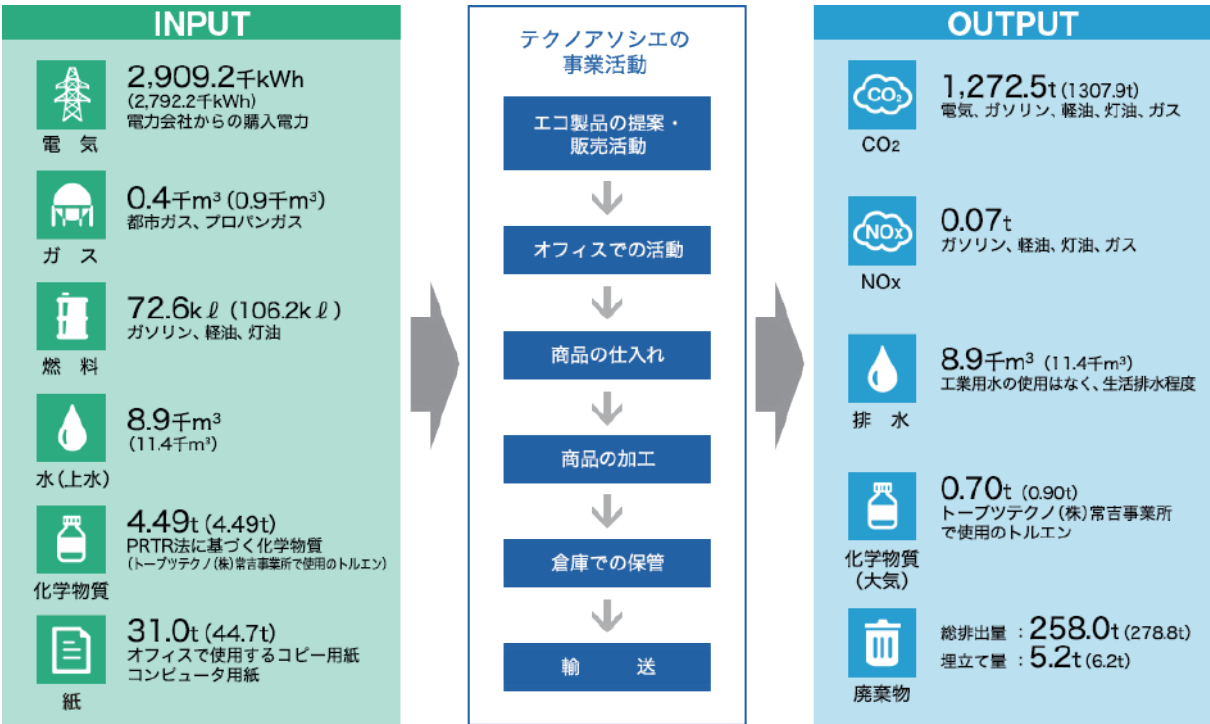 INPUT
2,909.2千kWh
(2,792.2千kWh)
電力会社からの購入電力
電　気
0.4千m³ (0.9千m³)
都市ガス、プロパンガス
ガ　ス
72.6kℓ (106.2kℓ)
ガソリン、軽油、灯油
燃　料
8.9千m³
(11.4千m³)
水(上水)
4.49t (4.49t)
PRTR法に基づく化学物質
(トーブツテクノ(株)常吉事業所で使用のトルエン)
化学物質
31.0t (44.7t)
オフィスで使用するコピー用紙
コンピュータ用紙
紙
テクノアソシエの
事業活動
エコ製品の提案・
販売活動
オフィスでの活動
商品の仕入れ
商品の加工
倉庫での保管
輸　送
OUTPUT
CO₂
1,272.5t (1307.9t)
電気、ガソリン、軽油、灯油、ガス
CO₂
NOx
0.07t
ガソリン、軽油、灯油、ガス
NOx
8.9千m³ (11.4千m³)
工業用水の使用はなく、生活排水程度
排　水
0.70t (0.90t)
トーブツテクノ(株)常吉事業所
で使用のトルエン
化学物質
(大気)
総排出量 : 258.0t (278.8t)
埋立て量 : 5.2t (6.2t)
廃棄物